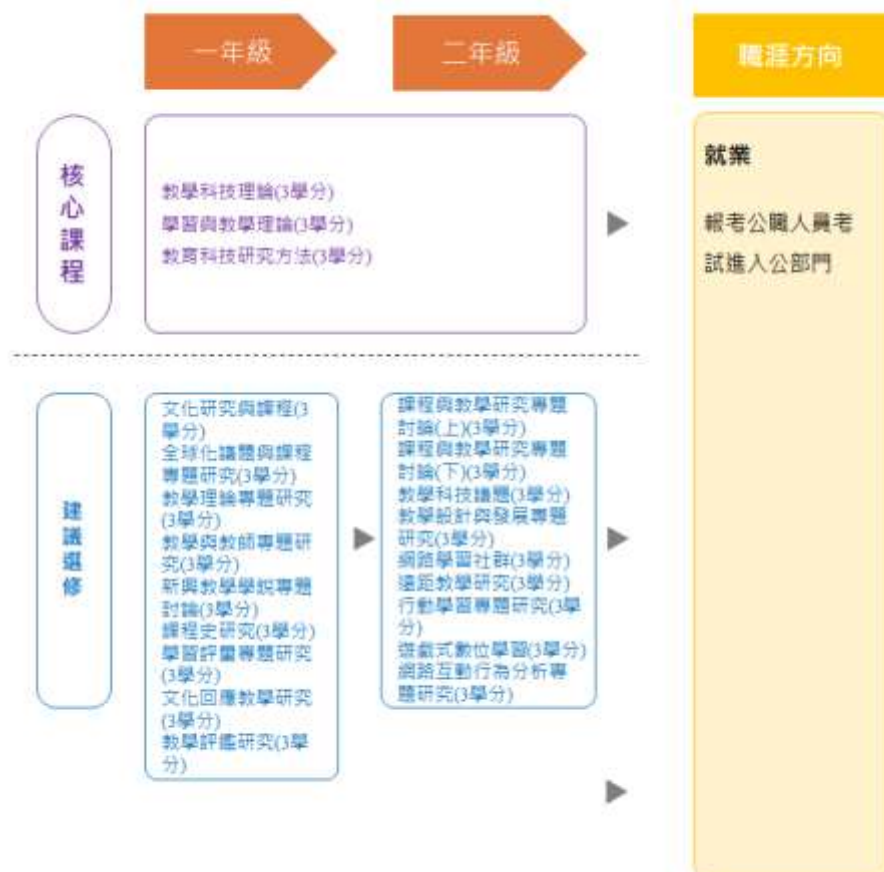 一年級
二年級
職涯方向
核心課程
教學科技理論(3學分)
學習與教學理論(3學分)
教育科技研究方法(3學分)
就業
報考公職人員考
試進入公部門
建議選修
文化研究與課程(3
學分)
全球化議題與課程
專題研究(3學分)
教學理論專題研究
(3學分)
教學與教師專題研
究(3學分)
新興教學學說專題
討論(3學分)
課程史研究(3學分)
學習評量專題研究
(3學分)
文化回應教學研究
(3學分)
教學評鑑研究(3學
分)
課程與教學研究專題
討論(上)(3學分)
課程與教學研究專題
討論(下)(3學分)
教學科技議題(3學分)
教學設計與發展專題
研究(3學分)
網路學習社群(3學分)
遠距教學研究(3學分)
行動學習專題研究(3學
分)
遊戲式數位學習(3學分)
網路互動行為分析專
題研究(3學分)